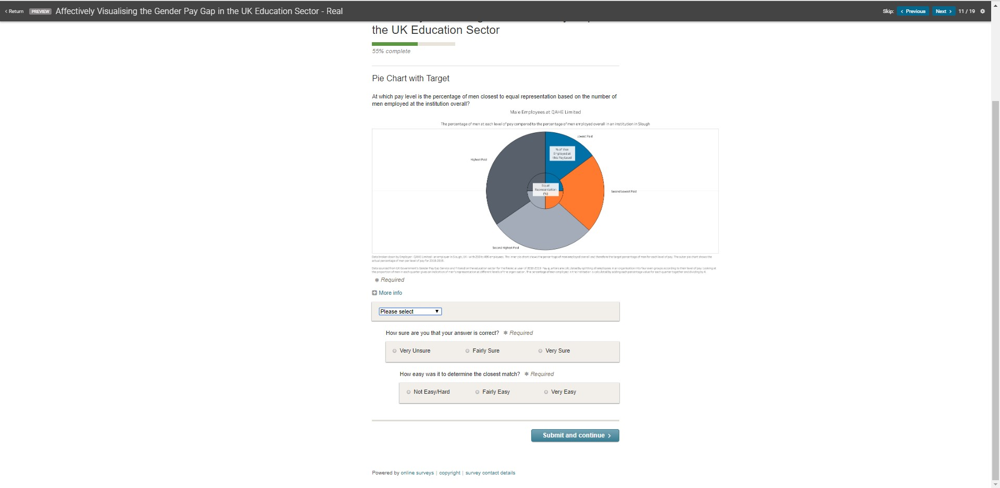 Return PREVIEW Affectively Visualising the Gender Pay Gap in the UK Education Sector - Real
Skip: Previous Next 11 / 19
the UK Education Sector
55% complete
Pie Chart with Target
At which pay level is the percentage of men closest to equal representation based on the number of
men employed at the institution overall?
Male Employees at QAHE Limited
The percentage of men at each level of pay compared to the percentage of men employed overall in an institution in Slough
Lowest Paid
% of Men
Employed at
this Pay Level
Highest Paid
Equal
Representation
(%)
Second Lowest Paid
Second Highest Paid
Data broken down by Employer - QAHE Limited - an employer in Slough, UK - with 250 to 499 employees. The inner pie chart shows the percentage of men employed overall and therefore the target percentage of men for each level of pay. The outer pie chart shows the
actual percentage of men per level of pay for 2018-2019.
Data sourced from UK Government's Gender Pay Gap Service and filtered on the education sector for the financial year of 2018-2019. Pay quarters are calculated by splitting all employees in an organisation into four even groups according to their level of pay. Looking at
the proportion of men in each quarter gives an indication of men's representation at different levels of the organisation. The percentage of men employed in the institution is calculated by adding each percentage value for each quarter together and dividing by 4.
Required
More info
Please select
How sure are you that your answer is correct? Required
Very Unsure Fairly Sure Very Sure
How easy was it to determine the closest match? Required
Not Easy/Hard Fairly Easy Very Easy
Submit and continue
Powered by online surveys | copyright | survey contact details